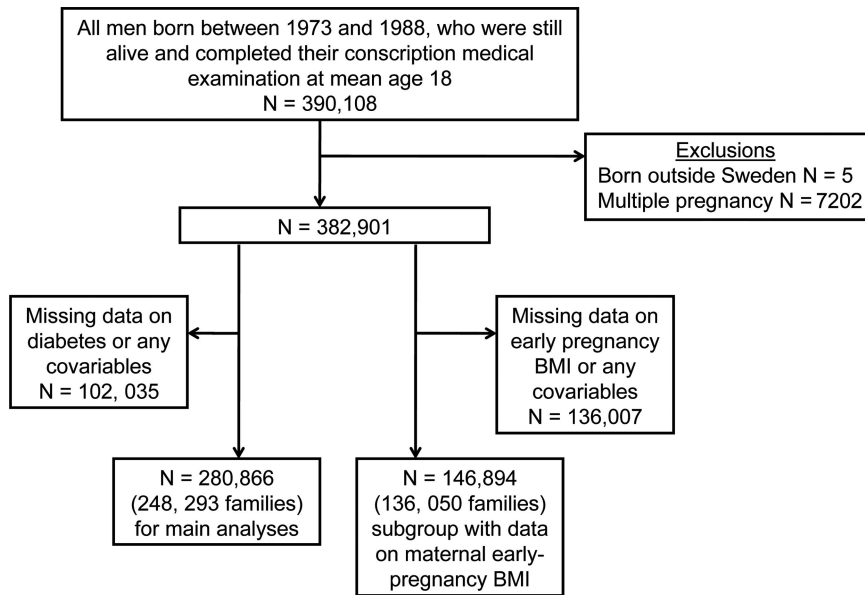 All men born between 1973 and 1988, who were still
alive and completed their conscription medical
examination at mean age 18
N = 390,108
Exclusions
Born outside Sweden N = 5
Multiple pregnancy N = 7202
N = 382,901
Missing data on
diabetes or any
covariables
N = 102, 035
Missing data on
early pregnancy
BMI or any
covariables
N = 136,007
N = 280,866
(248, 293 families)
for main analyses
N = 146,894
(136, 050 families)
subgroup with data
on maternal early-
pregnancy BMI